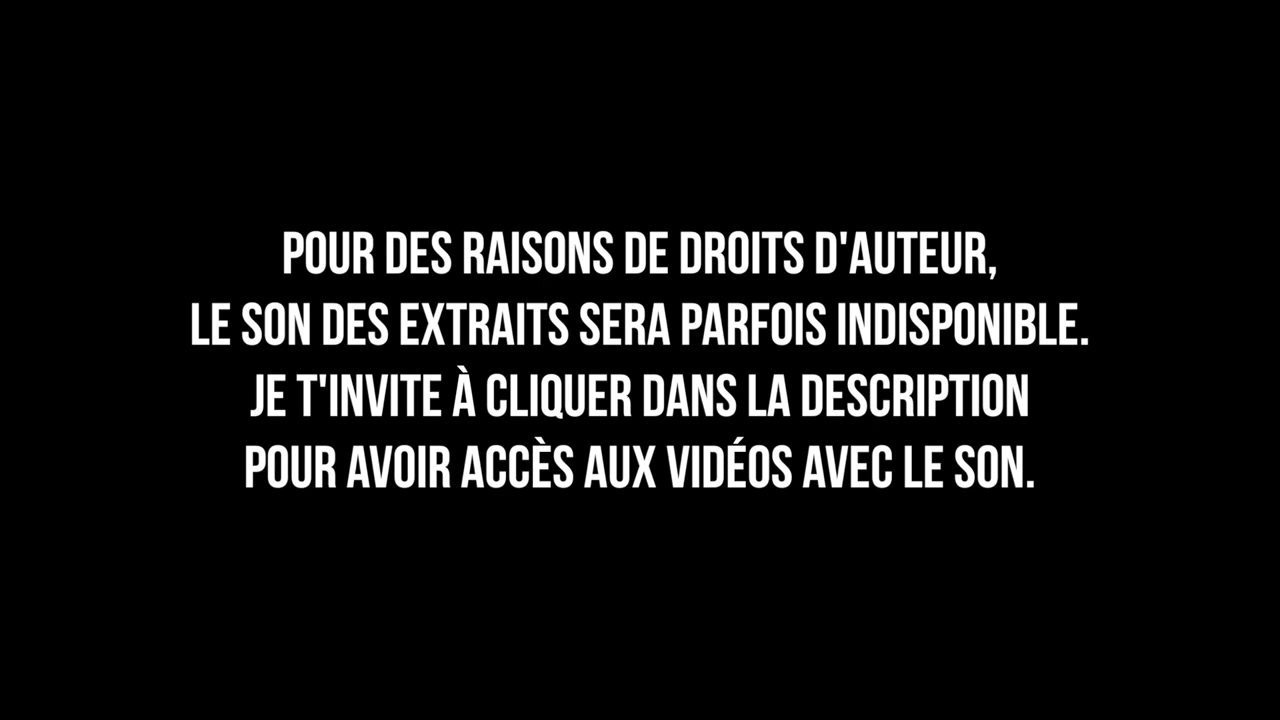 POUR DES RAISONS DE DROITS D'AUTEUR,
LE SON DES EXTRAITS SERA PARFOIS INDISPONIBLE.
JE T'INVITE À CLIQUER DANS LA DESCRIPTION
POUR AVOIR ACCÈS AUX VIDÉOS AVEC LE SON.